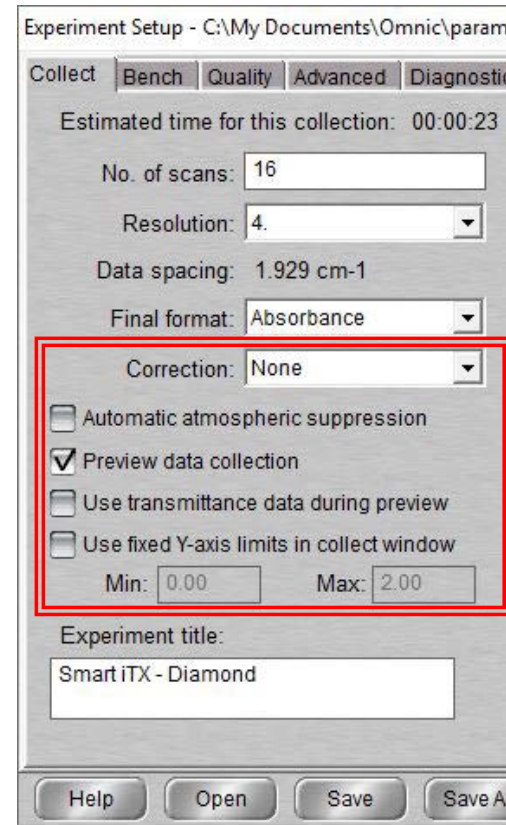 Experiment Setup - C:\My Documents\Omnic\param
Collect Bench Quality Advanced Diagnostic
Estimated time for this collection: 00:00:23
No. of scans: 16
Resolution: 4.
Data spacing: 1.929 cm-1
Final format: Absorbance
Correction: None
Automatic atmospheric suppression
Preview data collection
Use transmittance data during preview
Use fixed Y-axis limits in collect window
Min: 0.00 Max: 2.00
Experiment title:
Smart iTX - Diamond
Help Open Save Save A